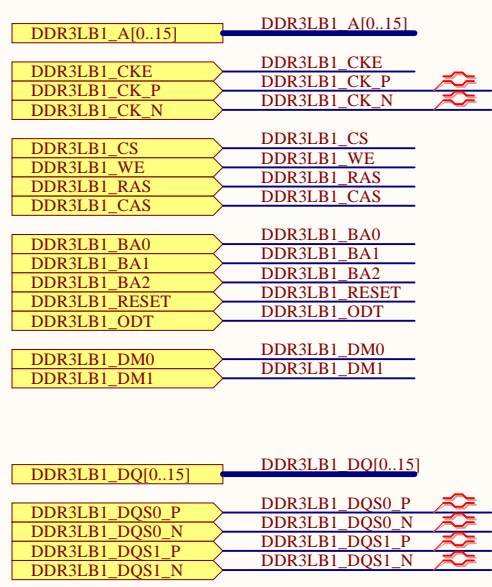 DDR3LB1_A[0..15] DDR3LB1_A[0..15]
DDR3LB1_CKE DDR3LB1_CKE
DDR3LB1_CK_P DDR3LB1_CK_P
DDR3LB1_CK_N DDR3LB1_CK_N
DDR3LB1_CS DDR3LB1_CS
DDR3LB1_WE DDR3LB1_WE
DDR3LB1_RAS DDR3LB1_RAS
DDR3LB1_CAS DDR3LB1_CAS
DDR3LB1_BA0 DDR3LB1_BA0
DDR3LB1_BA1 DDR3LB1_BA1
DDR3LB1_BA2 DDR3LB1_BA2
DDR3LB1_RESET DDR3LB1_RESET
DDR3LB1_ODT DDR3LB1_ODT
DDR3LB1_DM0 DDR3LB1_DM0
DDR3LB1_DM1 DDR3LB1_DM1
DDR3LB1_DQ[0..15] DDR3LB1_DQ[0..15]
DDR3LB1_DQS0_P DDR3LB1_DQS0_P
DDR3LB1_DQS0_N DDR3LB1_DQS0_N
DDR3LB1_DQS1_P DDR3LB1_DQS1_P
DDR3LB1_DQS1_N DDR3LB1_DQS1_N